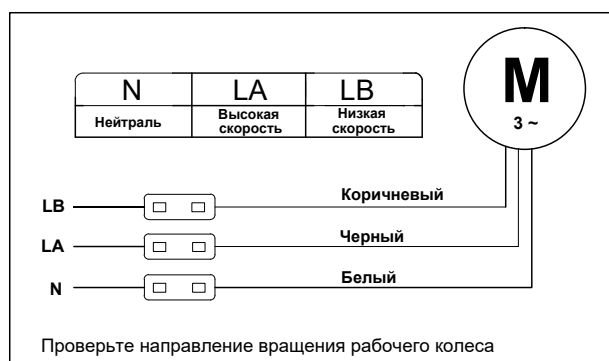 N LA LB
Нейтраль Высокая скорость Низкая скорость
M
3 ~
LB Коричневый
LA Черный
N Белый
Проверьте направление вращения рабочего колеса